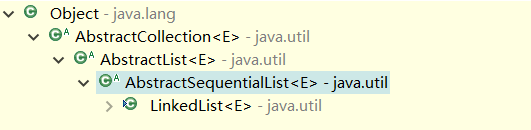 Object - java.lang
AbstractCollection<E> - java.util
AbstractList<E> - java.util
AbstractSequentialList<E> - java.util
LinkedList<E> - java.util